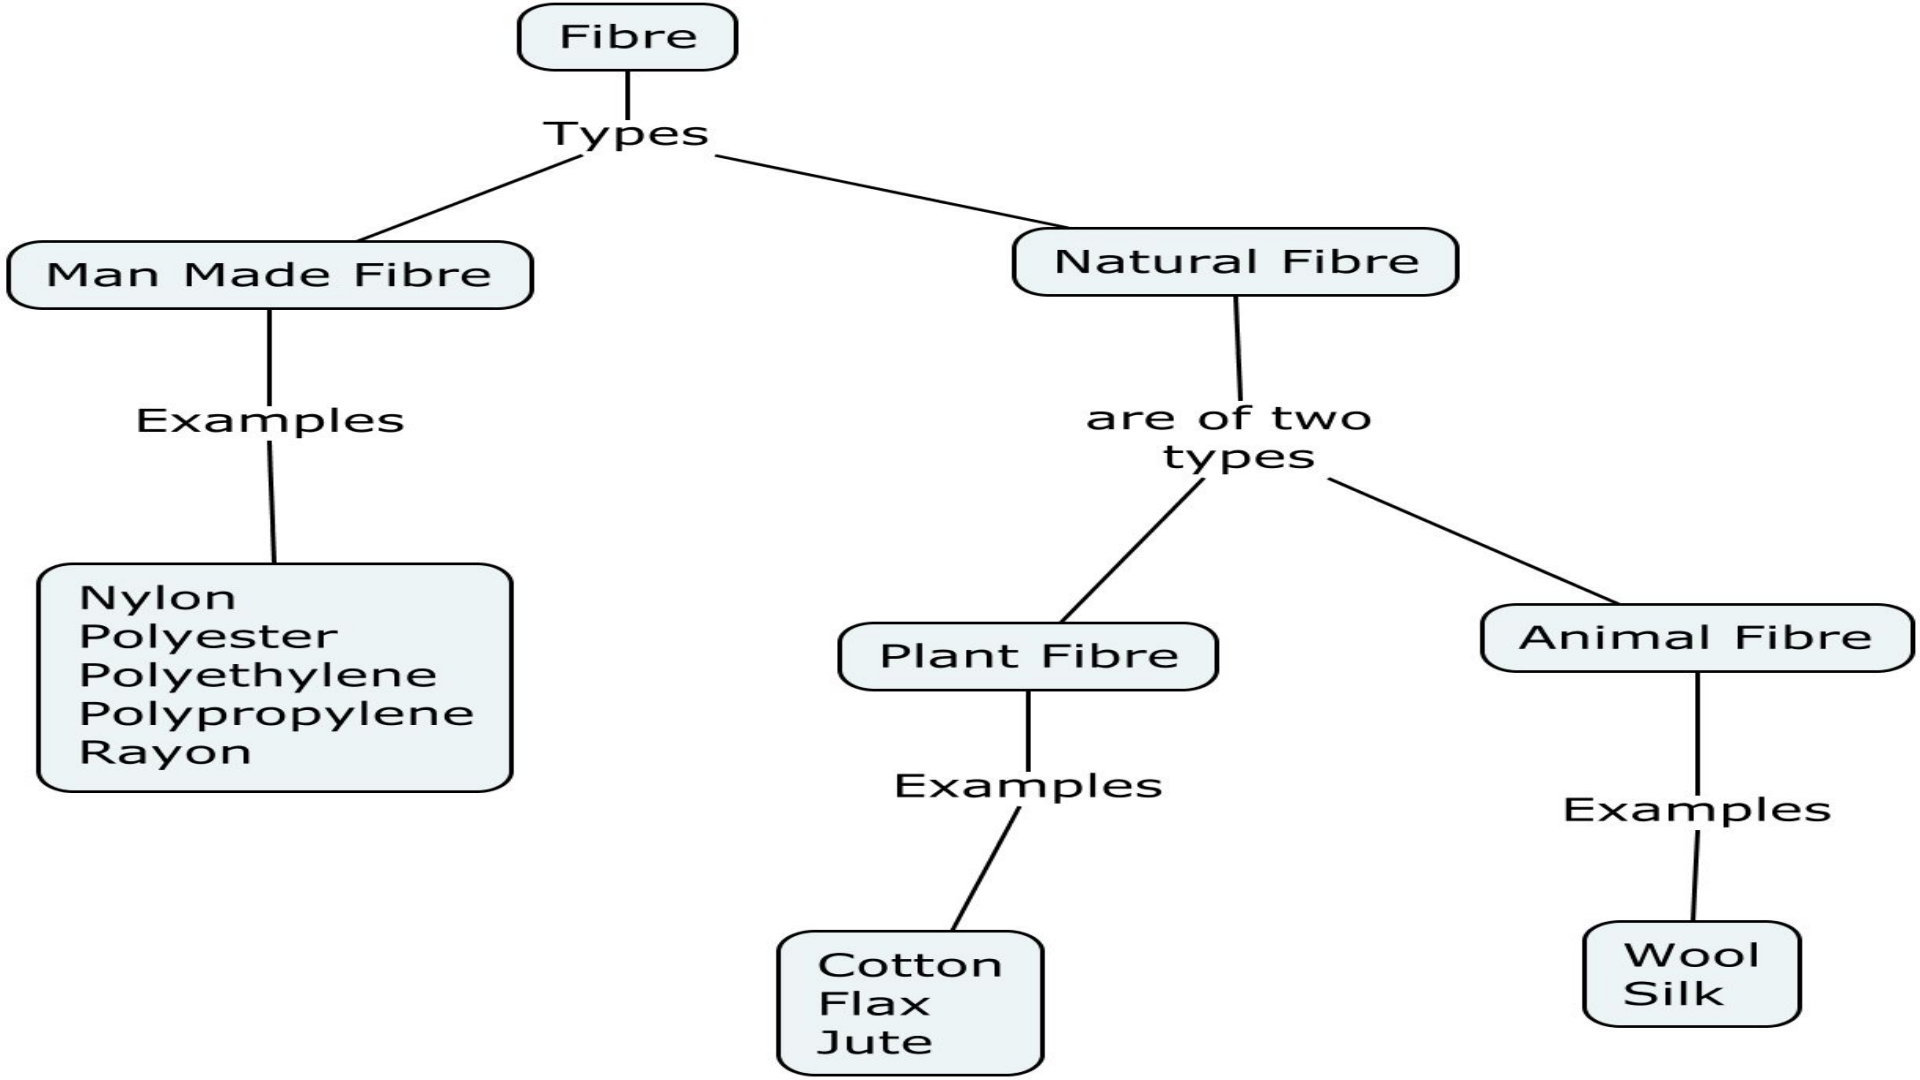 Fibre
Types
Man Made Fibre
Natural Fibre
Examples
are of two
types
Nylon
Polyester
Polyethylene
Polypropylene
Rayon
Plant Fibre
Animal Fibre
Examples
Examples
Cotton
Flax
Jute
Wool
Silk